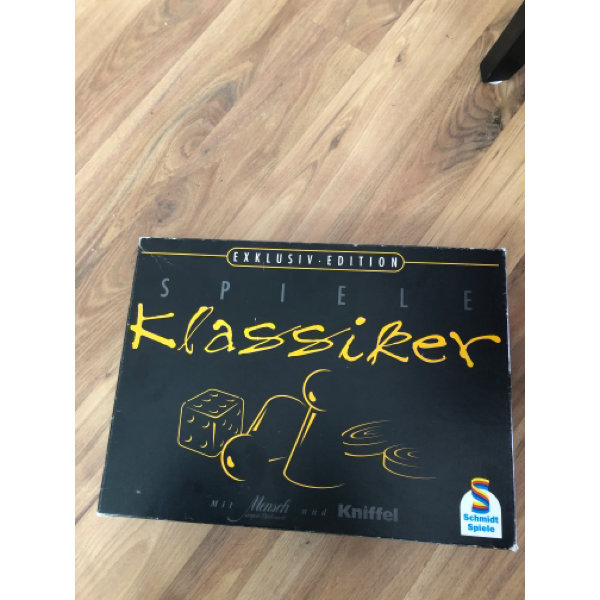 EXKLUSIV·EDITION
SPIELE
Klassiker
Mit Mensch und Kniffel
Schmidt
Spiele